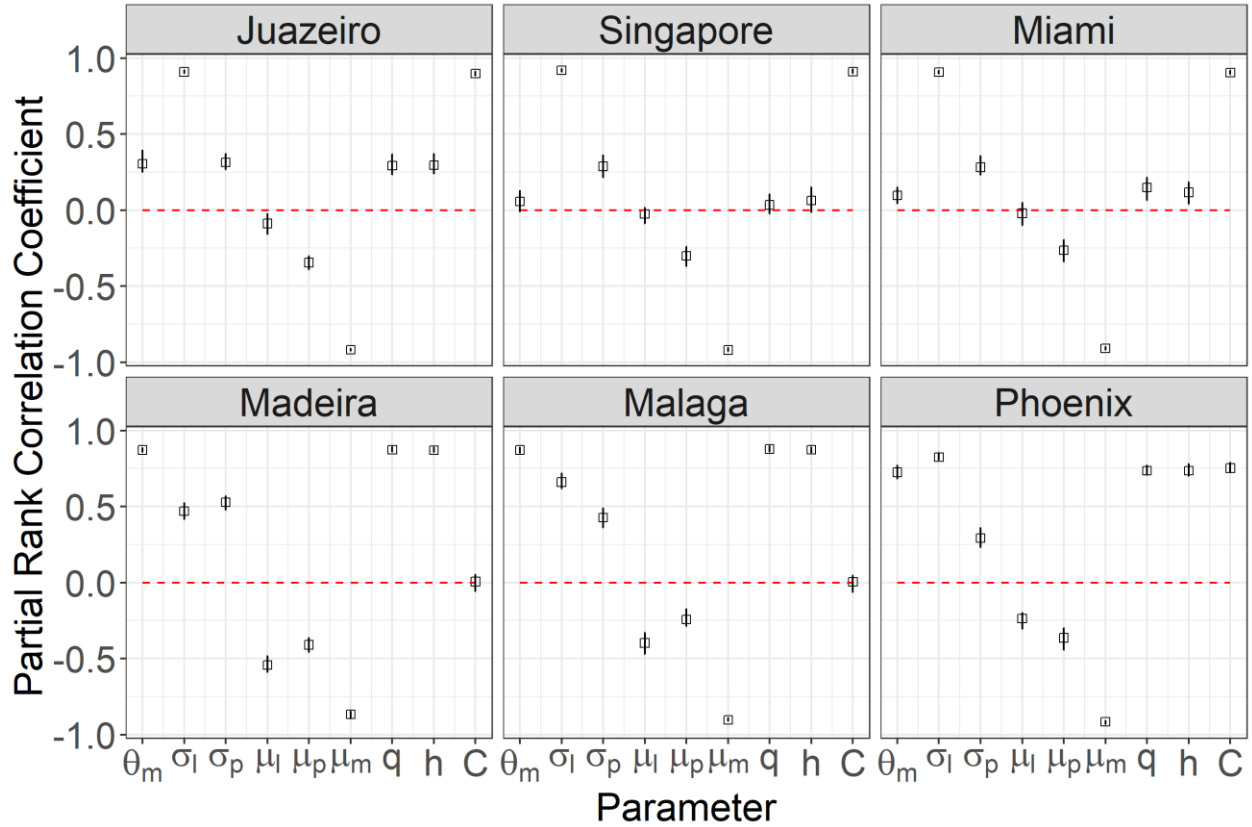 Juazeiro Singapore Miami
1.0
0.5
0.0
-0.5
-1.0
Partial Rank Correlation Coefficient
Madeira Malaga Phoenix
1.0
0.5
0.0
-0.5
-1.0
θm σl σp μl μp μm q h C θm σl σp μl μp μm q h C θm σl σp μl μp μm q h C
Parameter